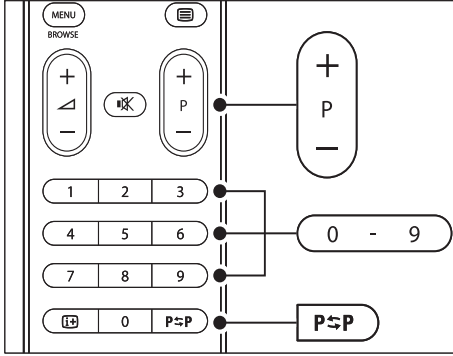 MENU
BROWSE
+ +
P
− −
1 2 3
4 5 6
7 8 9
i+ 0 P⇆P
+
P
−
0 - 9
P⇆P